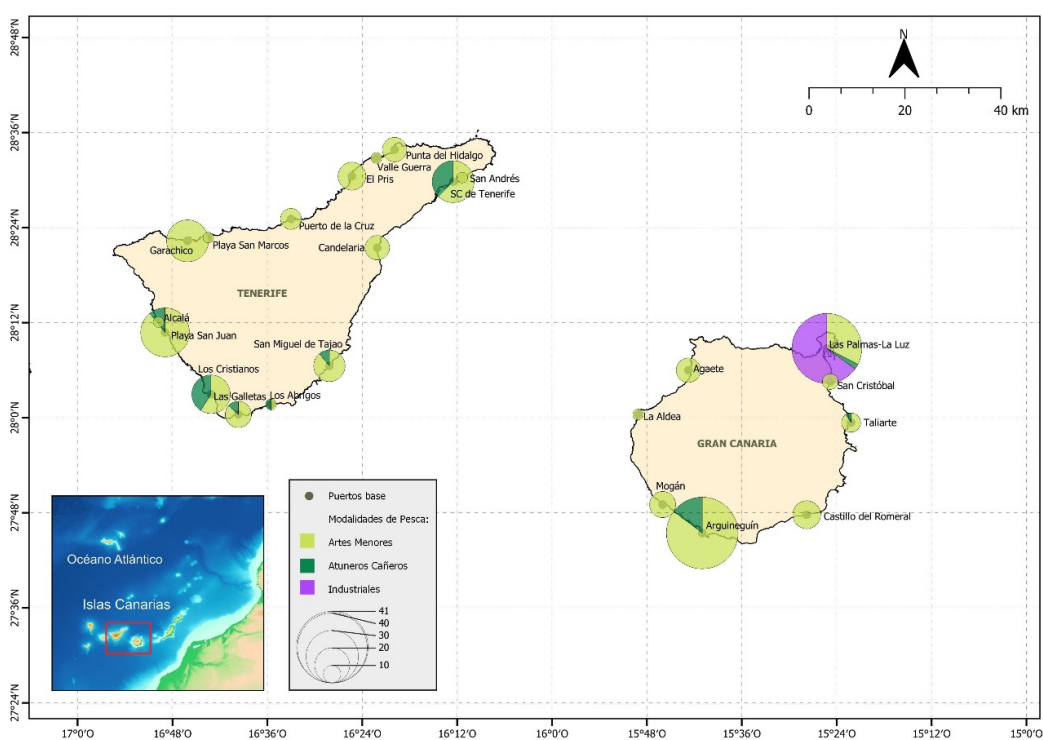 28°48'N
28°36'N
28°24'N
28°12'N
28°0'N
27°48'N
27°36'N
27°24'N
N
0
20
40 km
Punta del Hidalgo
Valle Guerra
El Pris
San Andrés
SC de Tenerife
Puerto de la Cruz
Playa San Marcos
Garachico
Candelaria
TENERIFE
Alcalá
Playa San Juan
San Miguel de Tajao
Los Cristianos
Las Galletas
Los Abrigos
Las Palmas-La Luz
Agaete
San Cristóbal
La Aldea
Taliarte
GRAN CANARIA
Mogán
Castillo del Romeral
Arguineguín
Océano Atlántico
Islas Canarias
Puertos base
Modalidades de Pesca:
Artes Menores
Atuneros Cañeros
Industriales
41
40
30
20
10
17°0'O
16°48'O
16°36'O
16°24'O
16°12'O
16°0'O
15°48'O
15°36'O
15°24'O
15°12'O
15°0'O